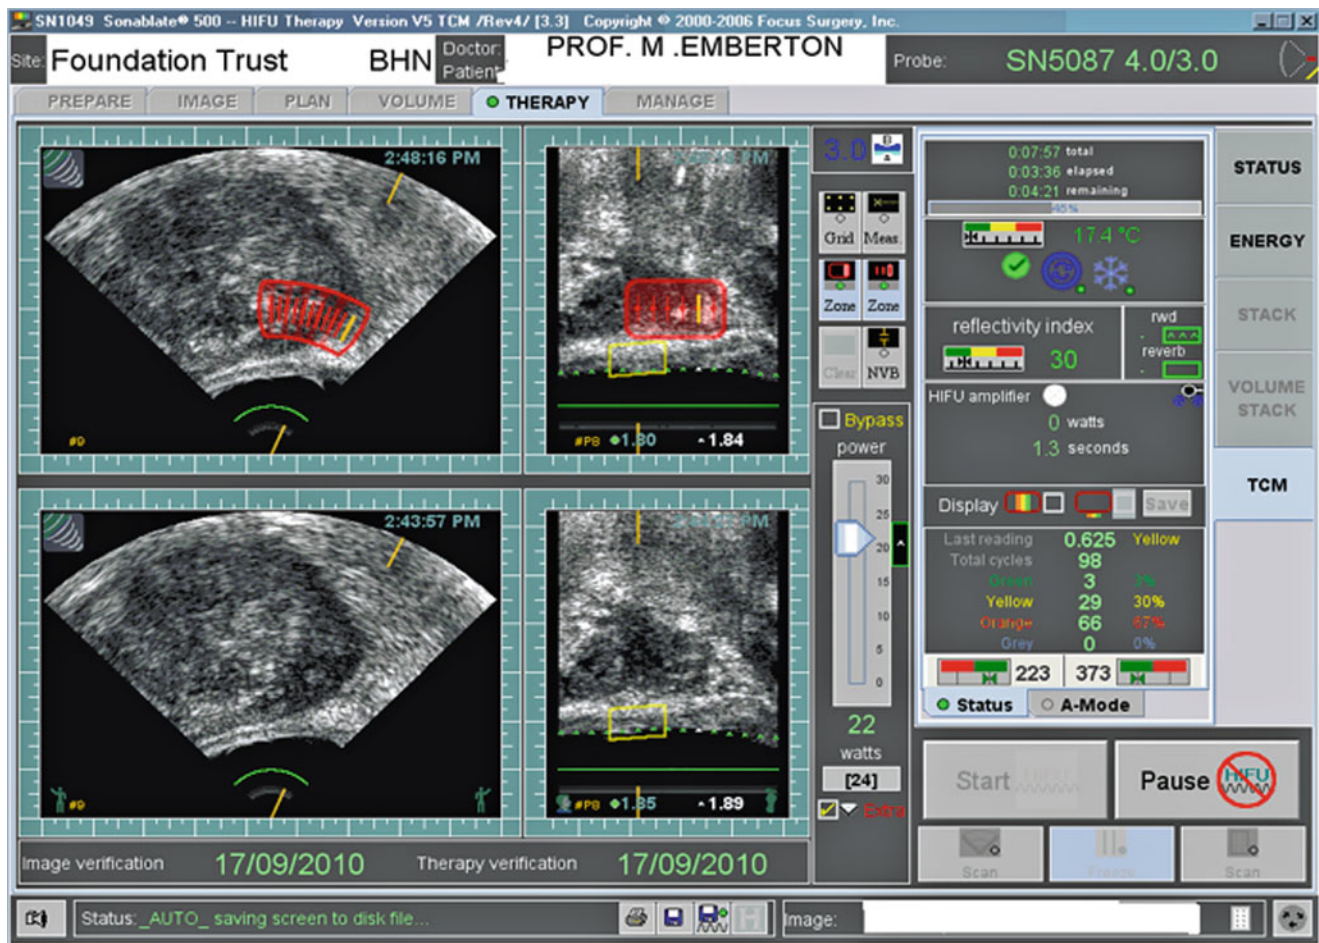 SN1049 Sonablate® 500 -- HIFU Therapy Version V5 TCM /Rev4/ [3.3] Copyright © 2000-2006 Focus Surgery, Inc.
Site: Foundation Trust BHN Doctor: PROF. M .EMBERTON Probe: SN5087 4.0/3.0
Patient
PREPARE IMAGE PLAN VOLUME THERAPY MANAGE
2:48:16 PM
#9
#P8 1.80 1.84
2:43:57 PM
#9
#P8 1.85 1.89
Image verification 17/09/2010 Therapy verification 17/09/2010
3.0
Grid Meas.
Zone Zone
Clear NVB
Bypass
power
30
25
20
15
10
5
0
22
watts
[24]
Extra
0:07:57 total
0:03:36 elapsed
0:04:21 remaining
45%
17.4 °C
reflectivity index
30
rwd
reverb
HIFU amplifier
0 watts
1.3 seconds
Display Save
Last reading 0.625 Yellow
Total cycles 98
Green 3 3%
Yellow 29 30%
Orange 66 67%
Grey 0 0%
223 373
Status A-Mode
STATUS
ENERGY
STACK
VOLUME
STACK
TCM
Start Pause HIFU
Scan Freeze Scan
Status: _AUTO_ saving screen to disk file... Image: